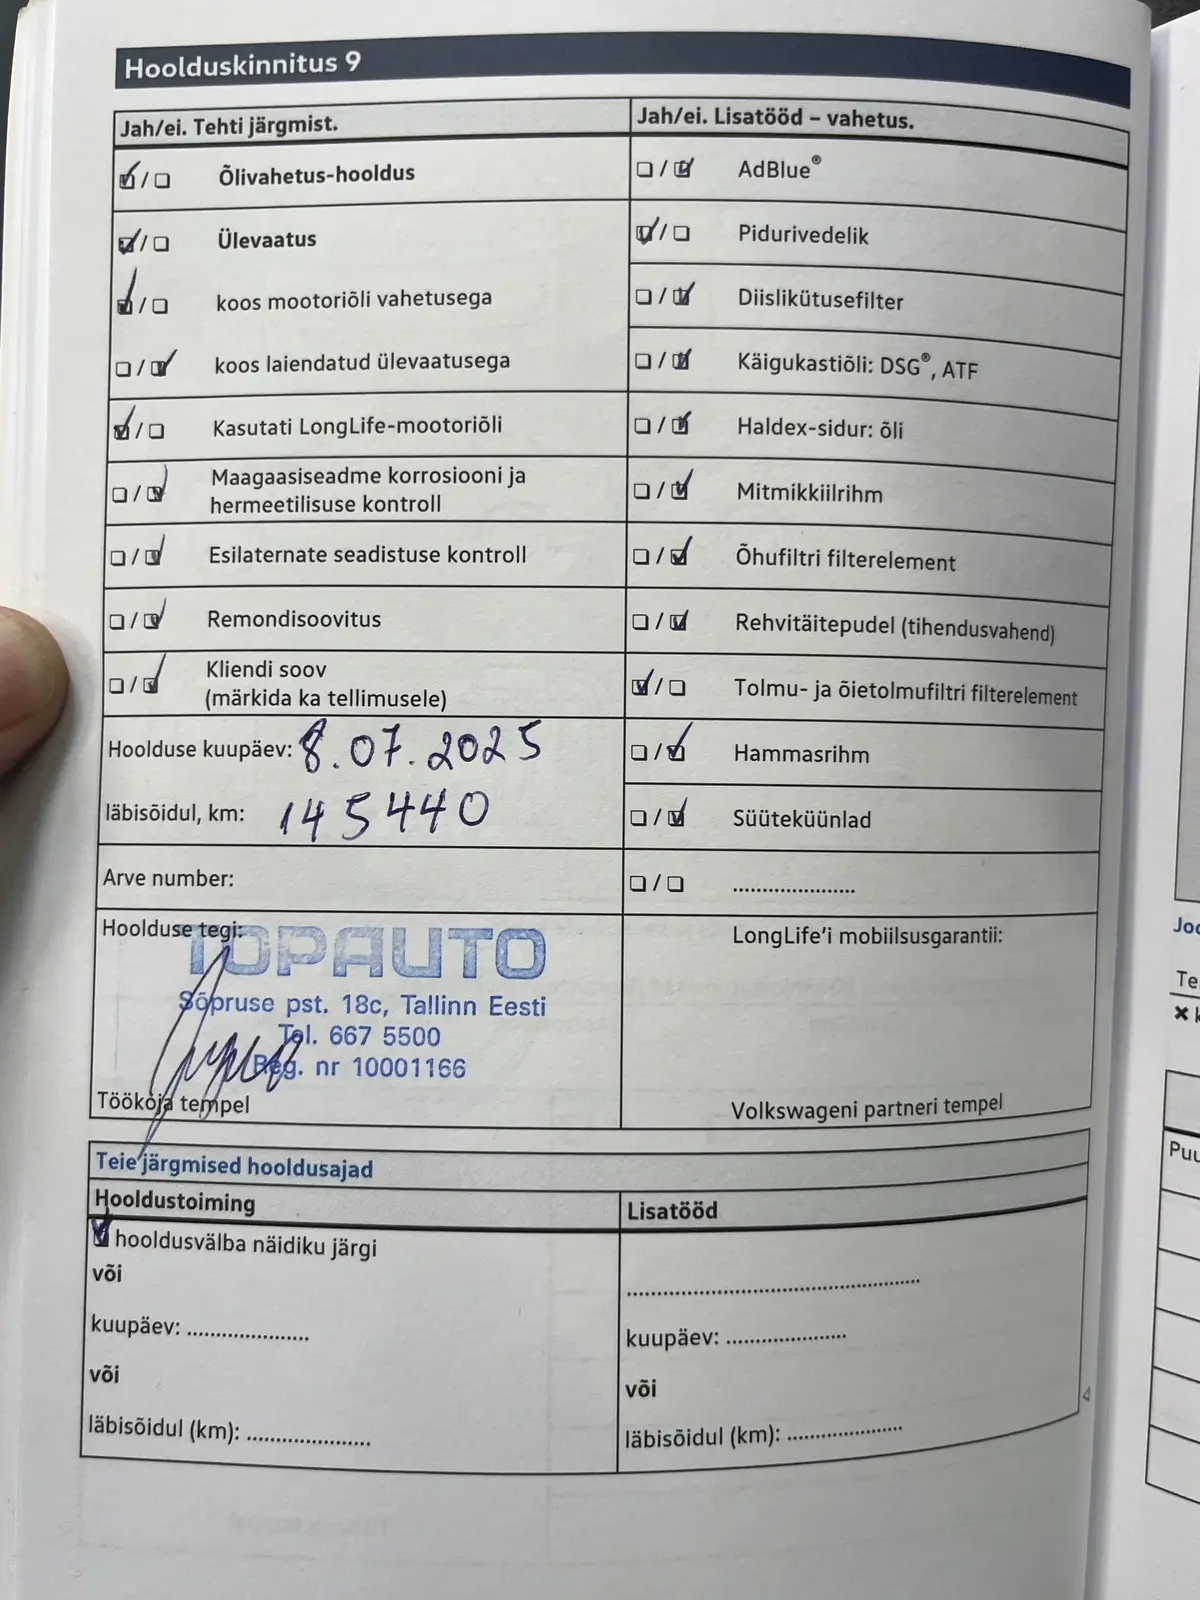 Hoolduskinnitus 9
Jah/ei. Tehti järgmist.
☑/☐ Õlivahetus-hooldus
☑/☐ Ülevaatus
☑/☐ koos mootoriõli vahetusega
☐/☑ koos laiendatud ülevaatusega
☑/☐ Kasutati LongLife-mootoriõli
☐/☑ Maagaasiseadme korrosiooni ja
hermeetilisuse kontroll
☐/☑ Esilaternate seadistuse kontroll
☐/☑ Remondisoovitus
☐/☑ Kliendi soov
(märkida ka tellimusele)
Hoolduse kuupäev: 8.07.2025
läbisõidul, km: 145440
Arve number:
Hoolduse tegi:
TOPAUTO
Sõpruse pst. 18c, Tallinn Eesti
Tel. 667 5500
Reg. nr 10001166
Töökoja tempel
Jah/ei. Lisatööd – vahetus.
☐/☑ AdBlue®
☑/☐ Pidurivedelik
☐/☑ Diislikütusefilter
☐/☑ Käigukastiõli: DSG®, ATF
☐/☑ Haldex-sidur: õli
☐/☑ Mitmikkiilrihm
☐/☑ Õhufiltri filterelement
☐/☑ Rehvitäitepudel (tihendusvahend)
☑/☐ Tolmu- ja õietolmufiltri filterelement
☐/☑ Hammasrihm
☐/☑ Süüteküünlad
☐/☐ .....................
LongLife’i mobiilsusgarantii:
Volkswageni partneri tempel
Teie järgmised hooldusajad
Hooldustoiming
☑ hooldusvälba näidiku järgi
või
kuupäev: .....................
või
läbisõidul (km): .....................
Lisatööd
..................................................
kuupäev: .....................
või
läbisõidul (km): ....................